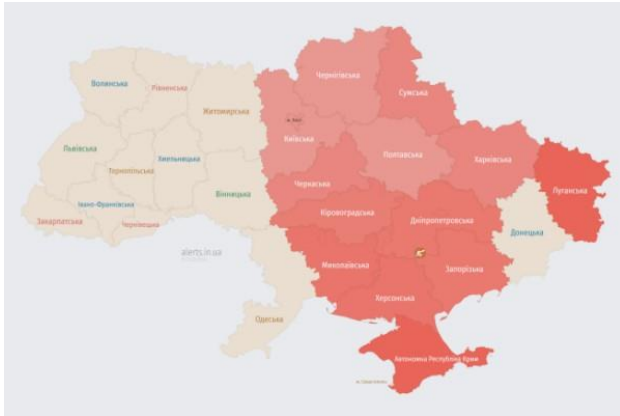 Чернігівська
Волинська
Рівненська
Сумська
Житомирська
м. Київ
Київська
Львівська
Полтавська
Харківська
Хмельницька
Тернопільська
Черкаська
Вінницька
Луганська
Івано-Франківська
Кіровоградська
Дніпропетровська
Закарпатська
Чернівецька
Донецька
alerts.in.ua
Миколаївська
Запорізька
Херсонська
Одеська
Автономна Республіка Крим